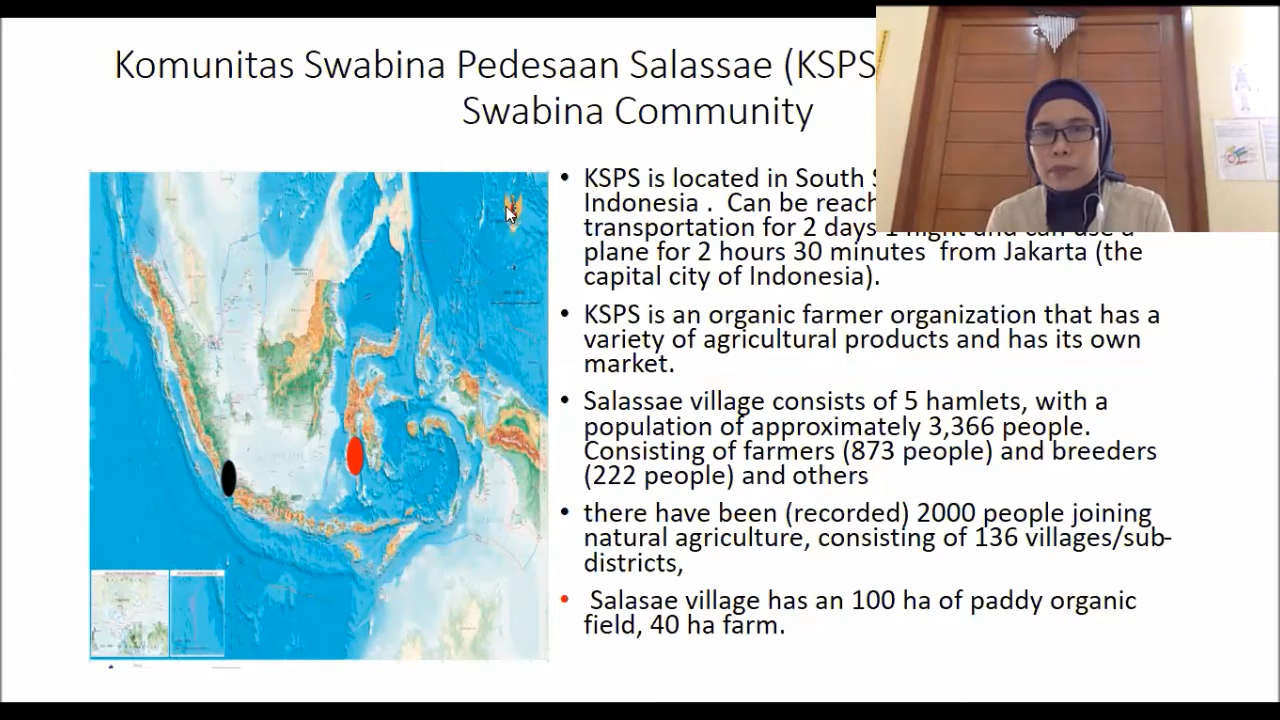 Komunitas Swabina Pedesaan Salassae (KSPS
Swabina Community
• KSPS is located in South
Indonesia . Can be
transportation for 2 days 1 night and can use a
plane for 2 hours 30 minutes from Jakarta (the
capital city of Indonesia).
• KSPS is an organic farmer organization that has a
variety of agricultural products and has its own
market.
• Salassae village consists of 5 hamlets, with a
population of approximately 3,366 people.
Consisting of farmers (873 people) and breeders
(222 people) and others
• there have been (recorded) 2000 people joining
natural agriculture, consisting of 136 villages/sub-
districts,
• Salasae village has an 100 ha of paddy organic
field, 40 ha farm.